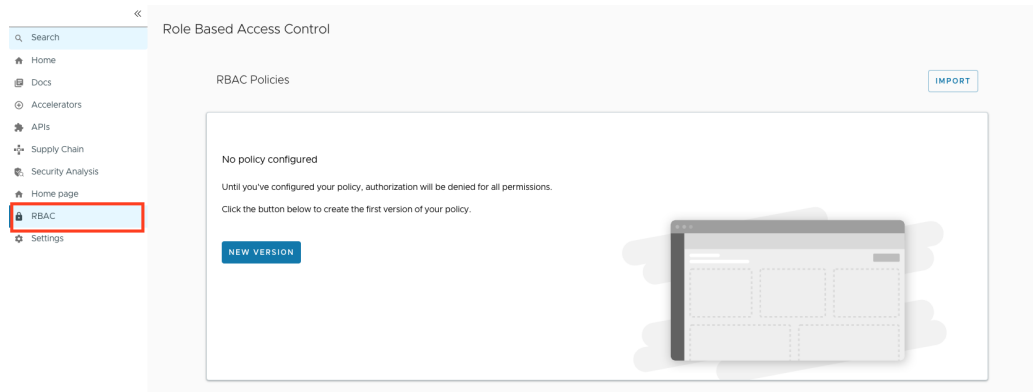 Search
Home
Docs
Accelerators
APIs
Supply Chain
Security Analysis
Home page
RBAC
Settings
Role Based Access Control
RBAC Policies
IMPORT
No policy configured
Until you've configured your policy, authorization will be denied for all permissions.
Click the button below to create the first version of your policy.
NEW VERSION